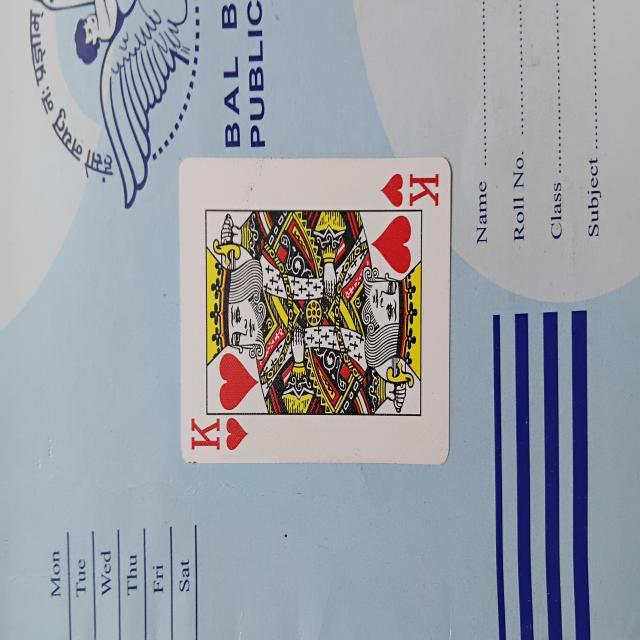 Mon
Tue
Wed
Thu
Fri
Sat
BAL B
PUBLIC
K
K
Name
Roll No.
Class
Subject